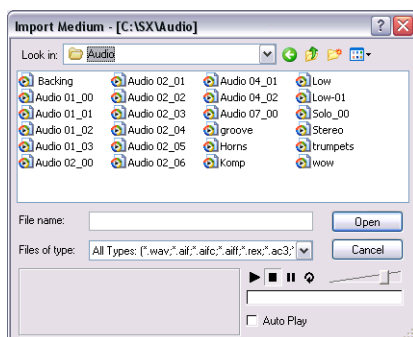 Import Medium - [C:\SX\Audio]
Look in: Audio
Backing Audio 02_01 Audio 04_01 Low
Audio 01_00 Audio 02_02 Audio 04_02 Low-01
Audio 01_01 Audio 02_03 Audio 07_00 Solo_00
Audio 01_02 Audio 02_04 groove Stereo
Audio 01_03 Audio 02_05 Horns trumpets
Audio 02_00 Audio 02_06 Komp wow
File name: Open
Files of type: All Types: (*.wav;*.aif;*.aifc;*.aiff;*.rex;*.ac3;* Cancel
Auto Play